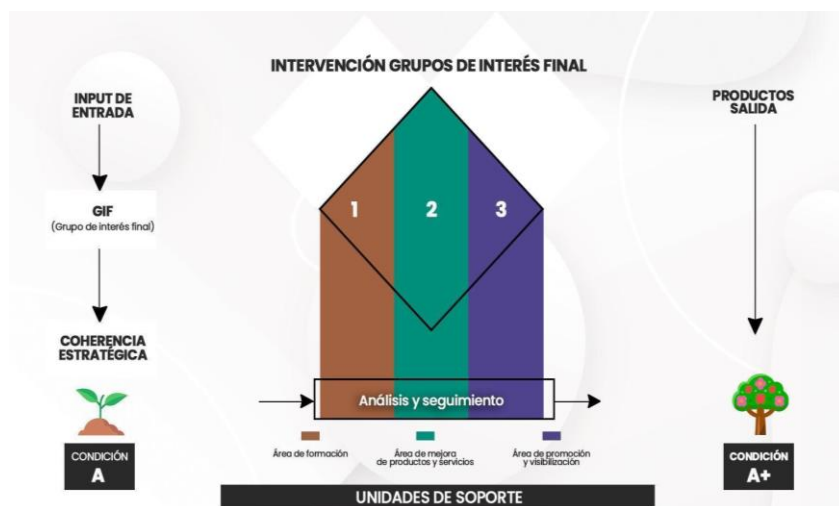 INTERVENCIÓN GRUPOS DE INTERÉS FINAL
INPUT DE
ENTRADA
GIF
(Grupo de interés final)
COHERENCIA
ESTRATÉGICA
CONDICIÓN
A
1
2
3
Análisis y seguimiento
Área de formación
Área de mejora
de productos y servicios
Área de promoción
y visibilización
UNIDADES DE SOPORTE
PRODUCTOS
SALIDA
CONDICIÓN
A+